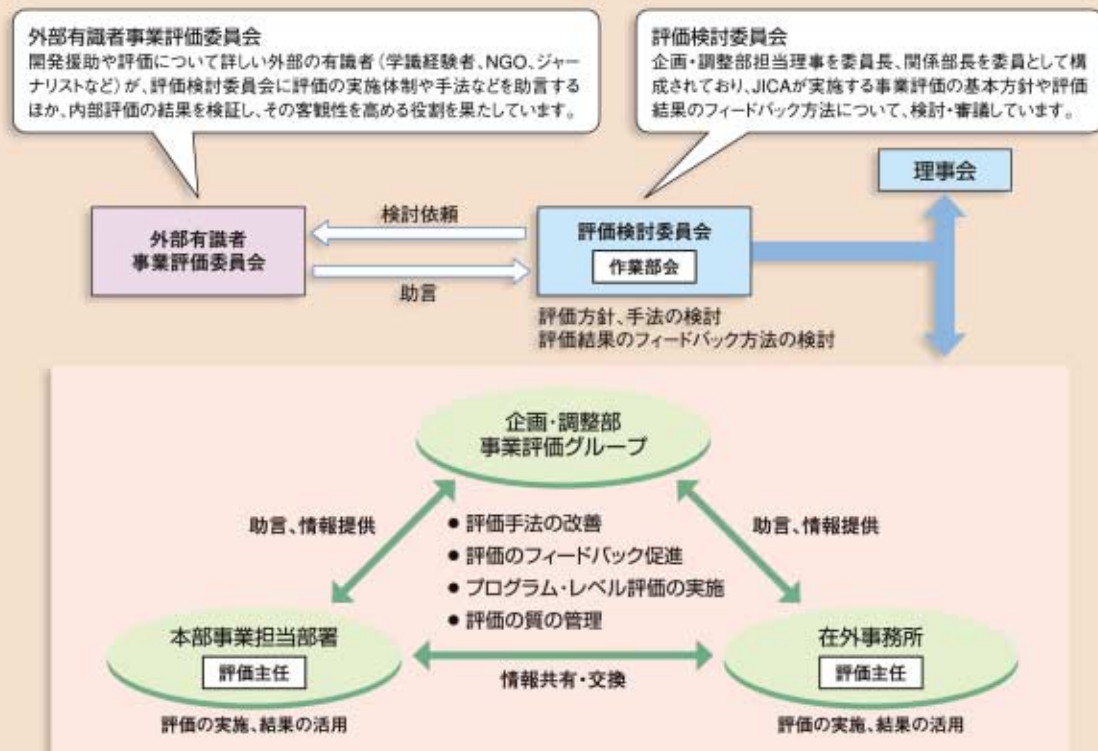 外部有識者事業評価委員会
開発援助や評価について詳しい外部の有識者（学識経験者、NGO、ジャー
ナリストなど）が、評価検討委員会に評価の実施体制や手法などを助言する
ほか、内部評価の結果を検証し、その客観性を高める役割を果たしています。
評価検討委員会
企画・調整部担当理事を委員長、関係部長を委員として構
成されており、JICAが実施する事業評価の基本方針や評価
結果のフィードバック方法について、検討・審議しています。
理事会
外部有識者
事業評価委員会
検討依頼
助言
評価検討委員会
作業部会
評価方針、手法の検討
評価結果のフィードバック方法の検討
企画・調整部
事業評価グループ
助言、情報提供
● 評価手法の改善
● 評価のフィードバック促進
● プログラム・レベル評価の実施
● 評価の質の管理
助言、情報提供
本部事業担当部署
評価主任
評価の実施、結果の活用
情報共有・交換
在外事務所
評価主任
評価の実施、結果の活用